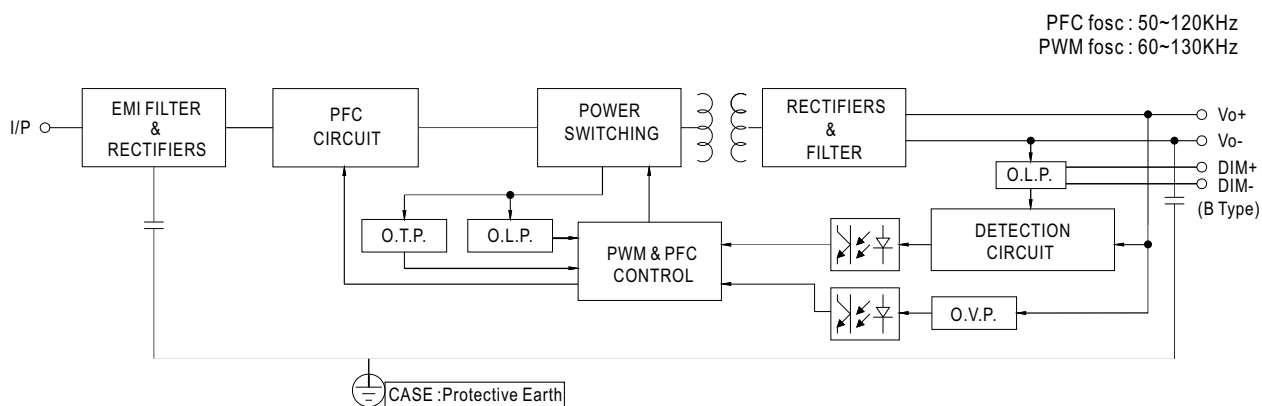 PFC fosc : 50~120KHz
PWM fosc : 60~130KHz
I/P
EMI FILTER
&
RECTIFIERS
PFC
CIRCUIT
POWER
SWITCHING
RECTIFIERS
&
FILTER
Vo+
Vo-
DIM+
DIM-
(B Type)
O.L.P.
O.T.P.
O.L.P.
PWM & PFC
CONTROL
DETECTION
CIRCUIT
O.V.P.
CASE :Protective Earth